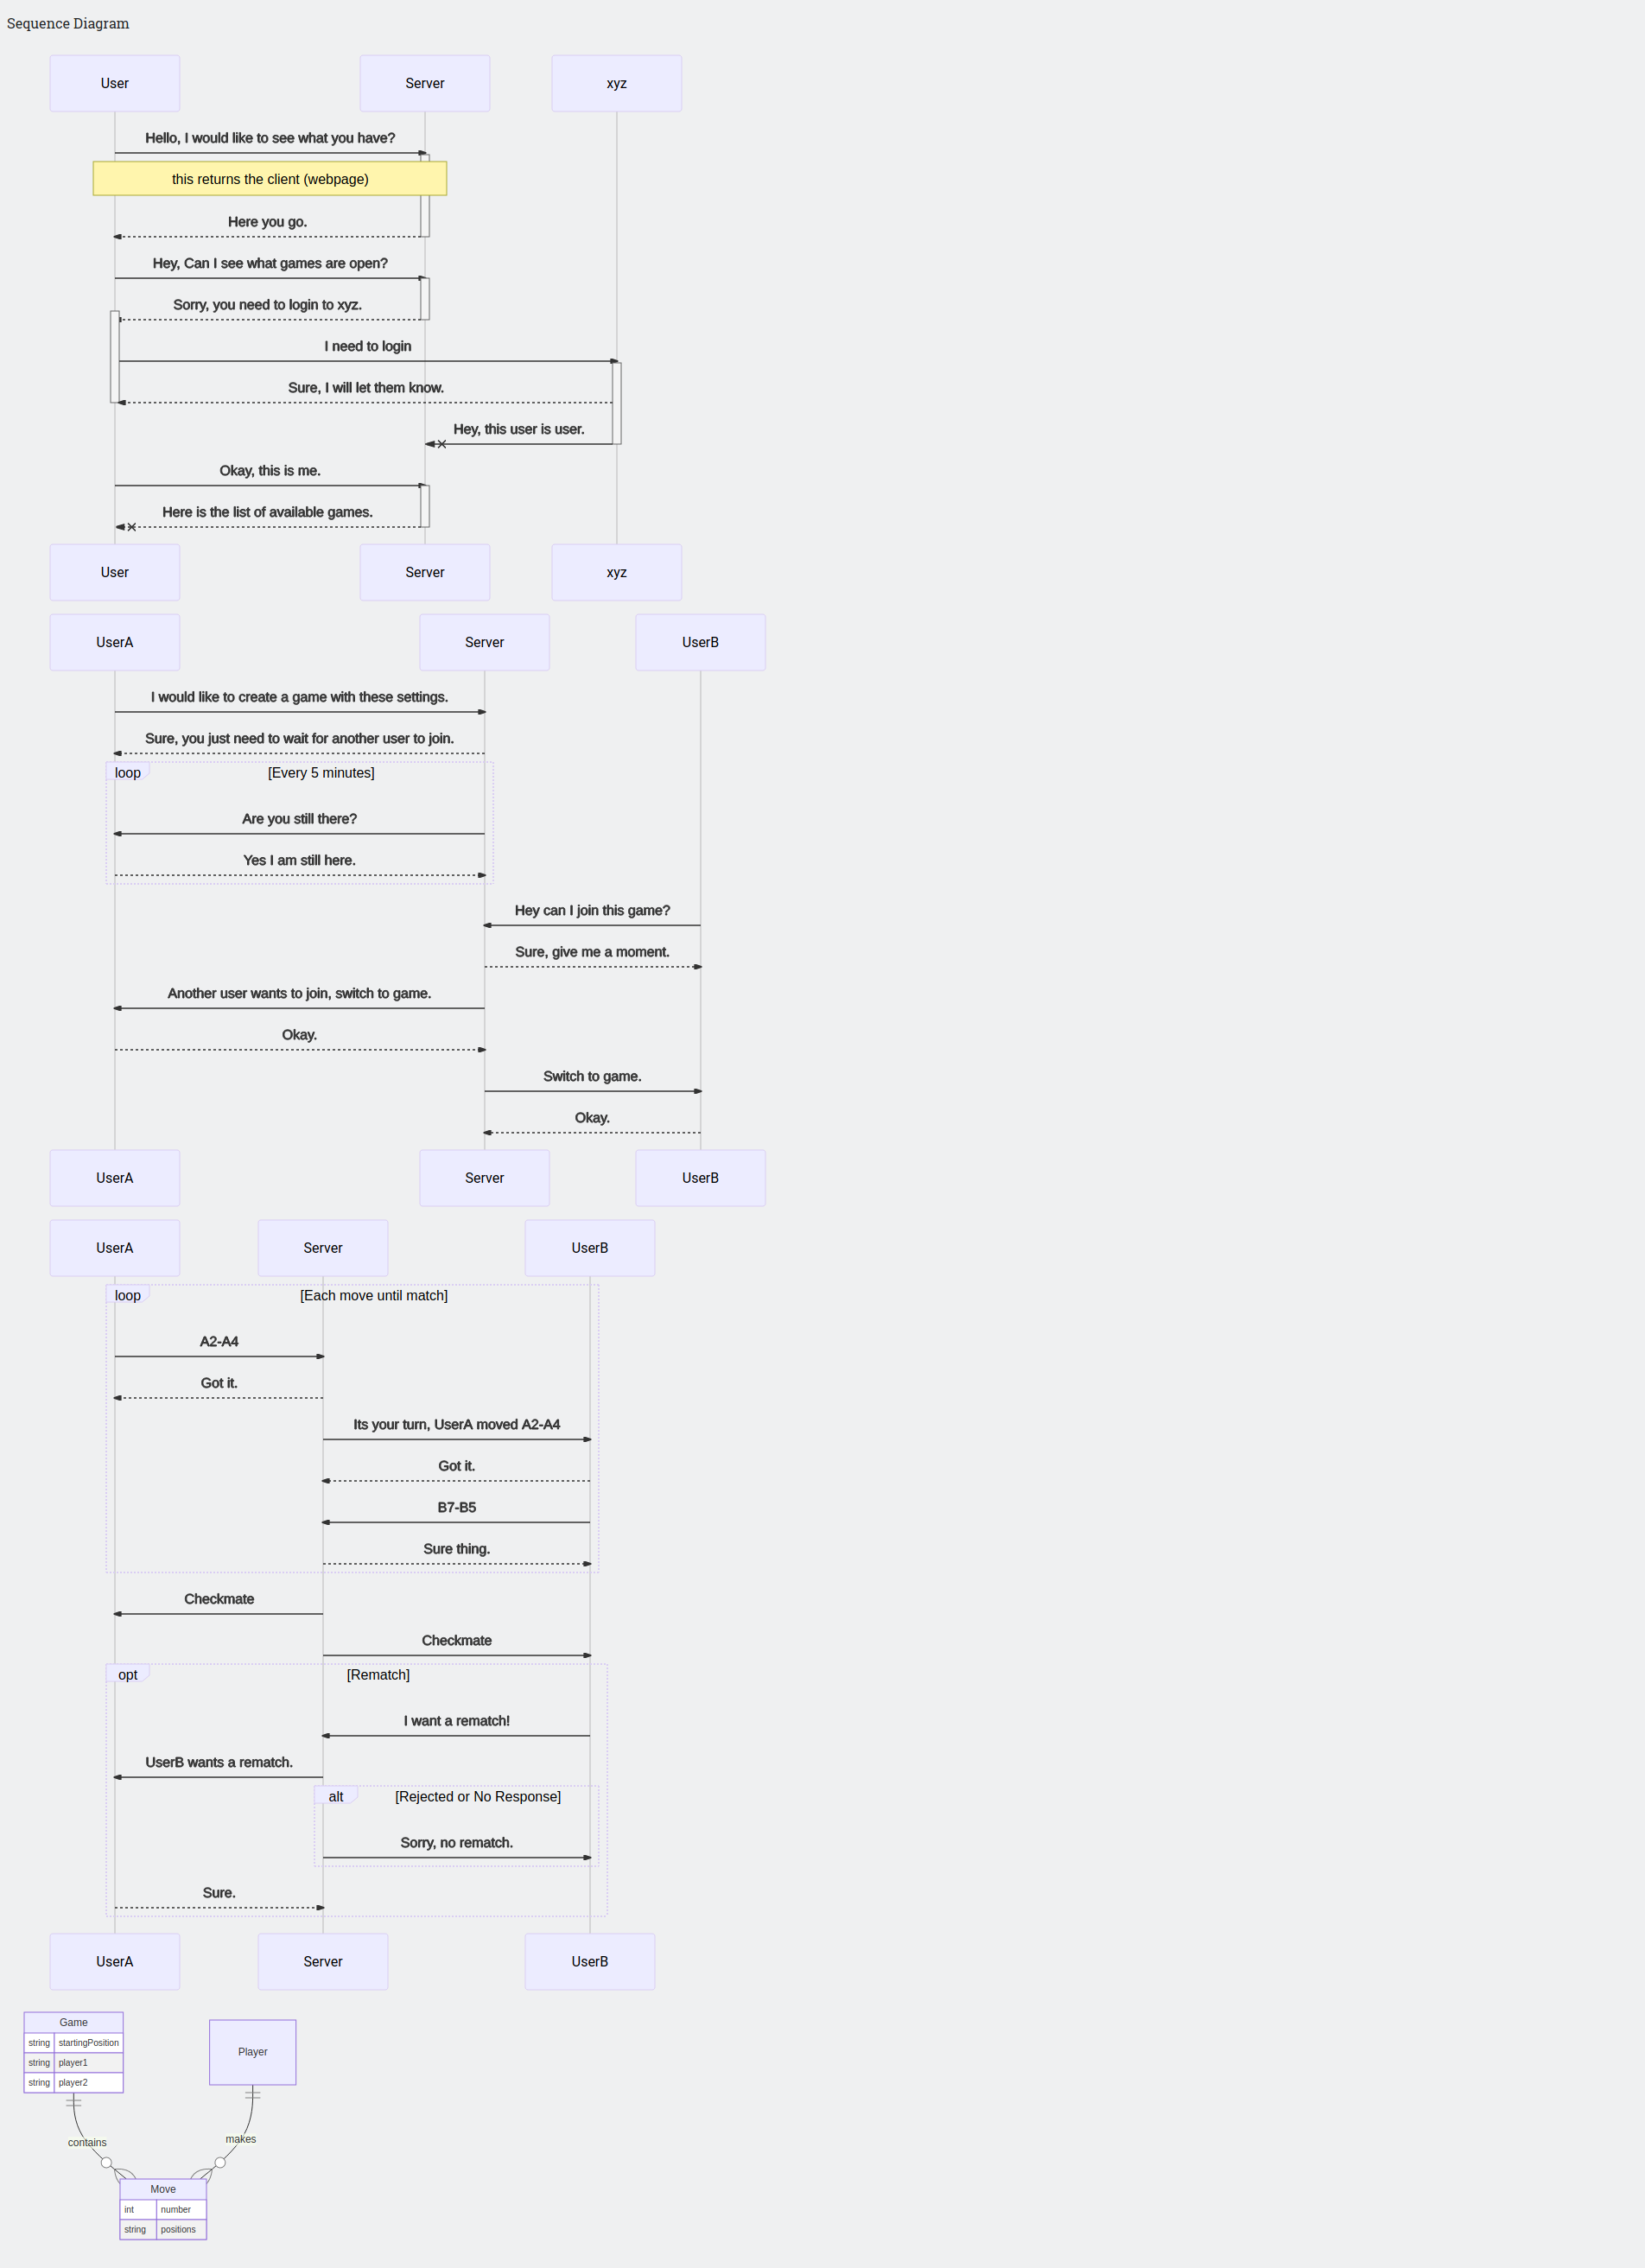 Sequence Diagram
User
Server
xyz
Hello, I would like to see what you have?
this returns the client (webpage)
Here you go.
Hey, Can I see what games are open?
Sorry, you need to login to xyz.
I need to login
Sure, I will let them know.
Hey, this user is user.
Okay, this is me.
Here is the list of available games.
User
Server
xyz
UserA
Server
UserB
I would like to create a game with these settings.
Sure, you just need to wait for another user to join.
loop
[Every 5 minutes]
Are you still there?
Yes I am still here.
Hey can I join this game?
Sure, give me a moment.
Another user wants to join, switch to game.
Okay.
Switch to game.
Okay.
UserA
Server
UserB
UserA
Server
UserB
loop
[Each move until match]
A2-A4
Got it.
Its your turn, UserA moved A2-A4
Got it.
B7-B5
Sure thing.
Checkmate
Checkmate
opt
[Rematch]
I want a rematch!
UserB wants a rematch.
alt
[Rejected or No Response]
Sorry, no rematch.
Sure.
UserA
Server
UserB
Game
string startingPosition
string player1
string player2
Player
contains
makes
Move
int number
string positions